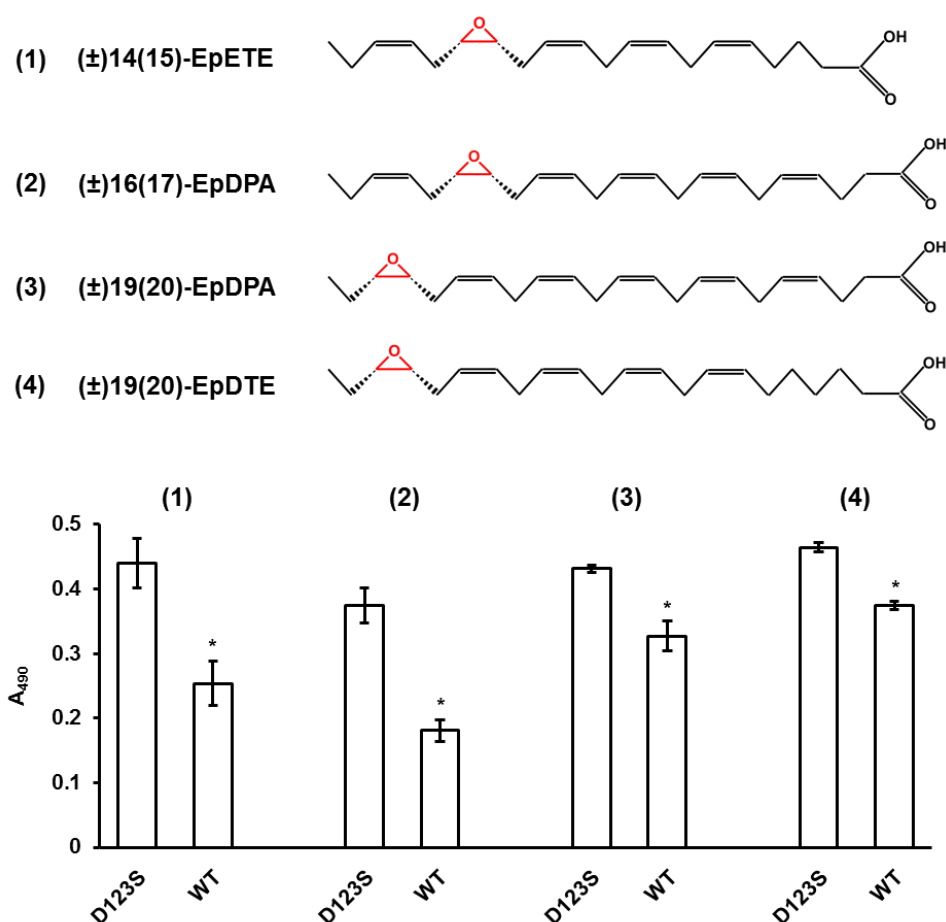 (1) (±)14(15)-EpETE
O
OH
O
(2) (±)16(17)-EpDPA
O
OH
O
(3) (±)19(20)-EpDPA
O
OH
O
(4) (±)19(20)-EpDTE
O
OH
O
(1) (2) (3) (4)
A490
0.5
0.4
0.3
0.2
0.1
0
* * * *
D123S WT D123S WT D123S WT D123S WT